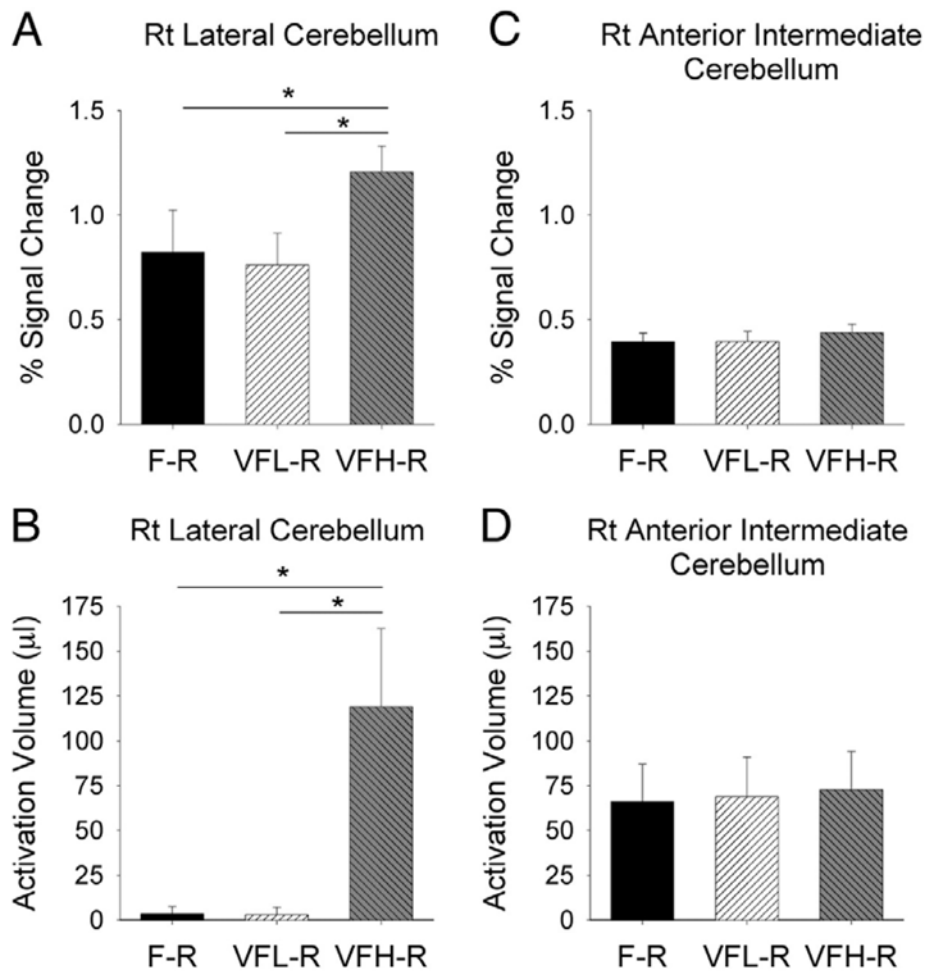 A
Rt Lateral Cerebellum
*
*
% Signal Change
1.5
1.0
0.5
0.0
F-R VFL-R VFH-R
C
Rt Anterior Intermediate
Cerebellum
% Signal Change
1.5
1.0
0.5
0.0
F-R VFL-R VFH-R
B
Rt Lateral Cerebellum
*
*
Activation Volume (μl)
175
150
125
100
75
50
25
0
F-R VFL-R VFH-R
D
Rt Anterior Intermediate
Cerebellum
Activation Volume (μl)
175
150
125
100
75
50
25
0
F-R VFL-R VFH-R